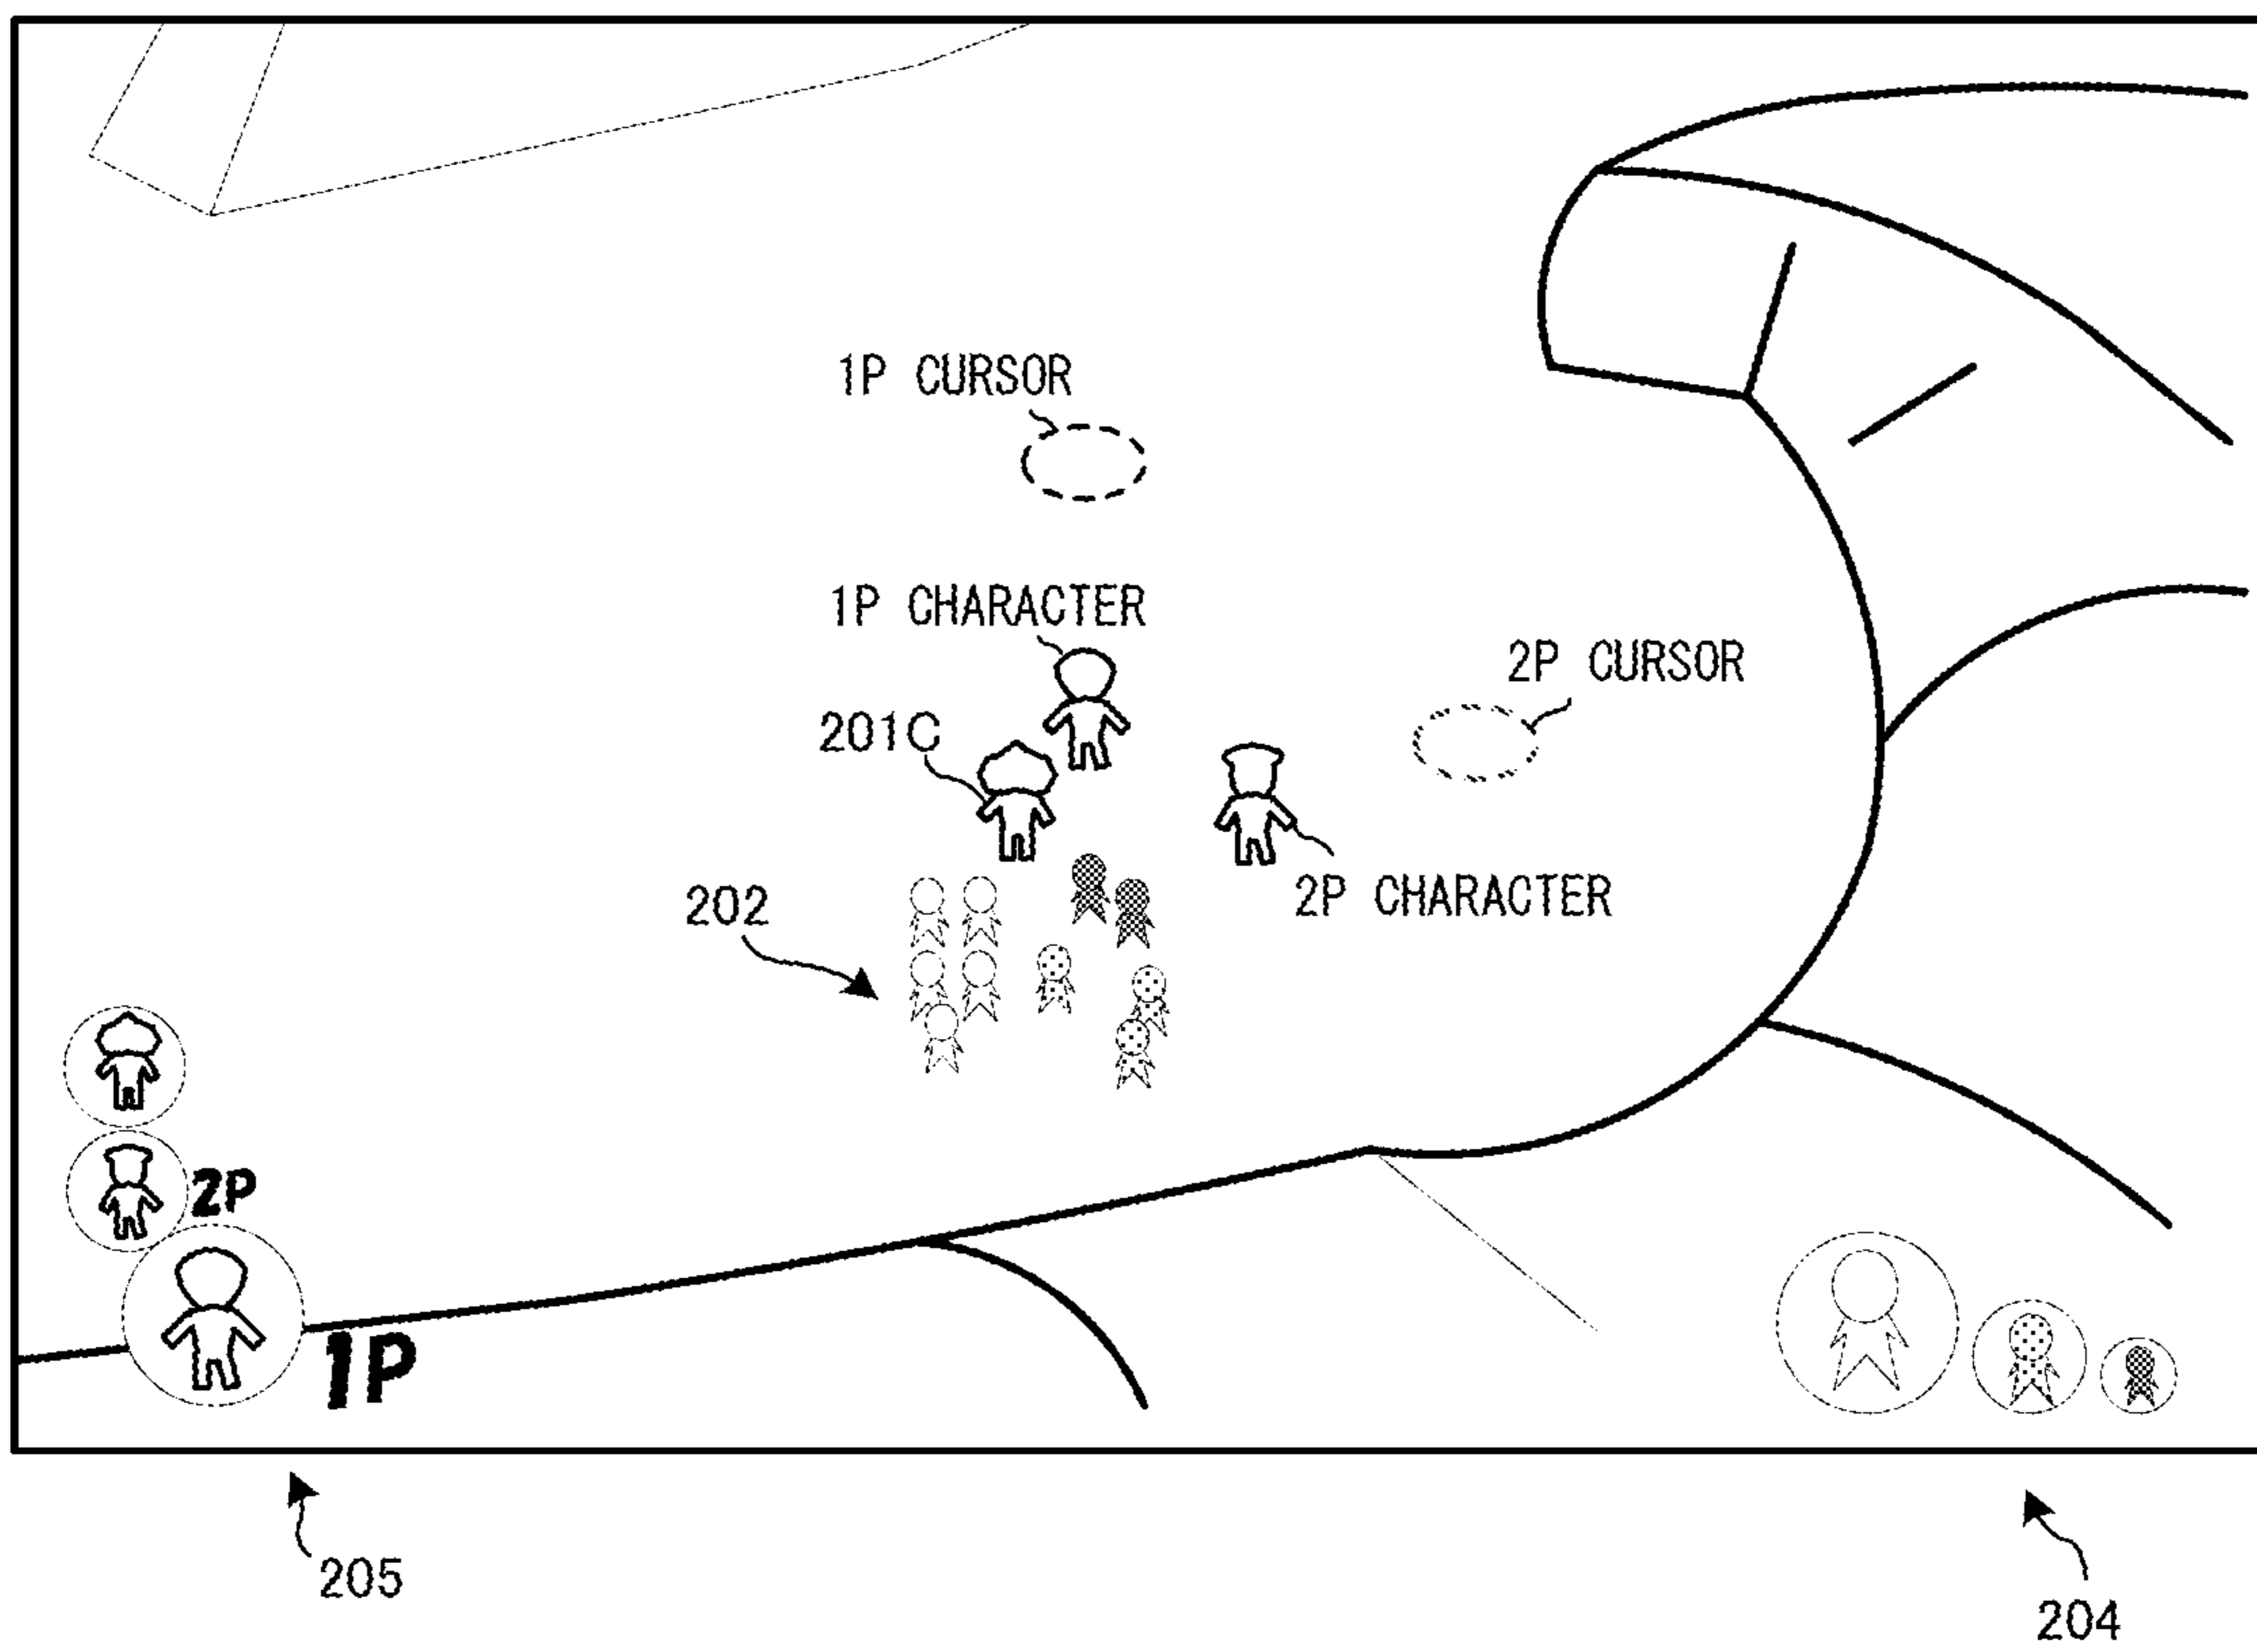 1P CURSOR
1P CHARACTER
2P CURSOR
201C
202
2P CHARACTER
2P
1P
205
204